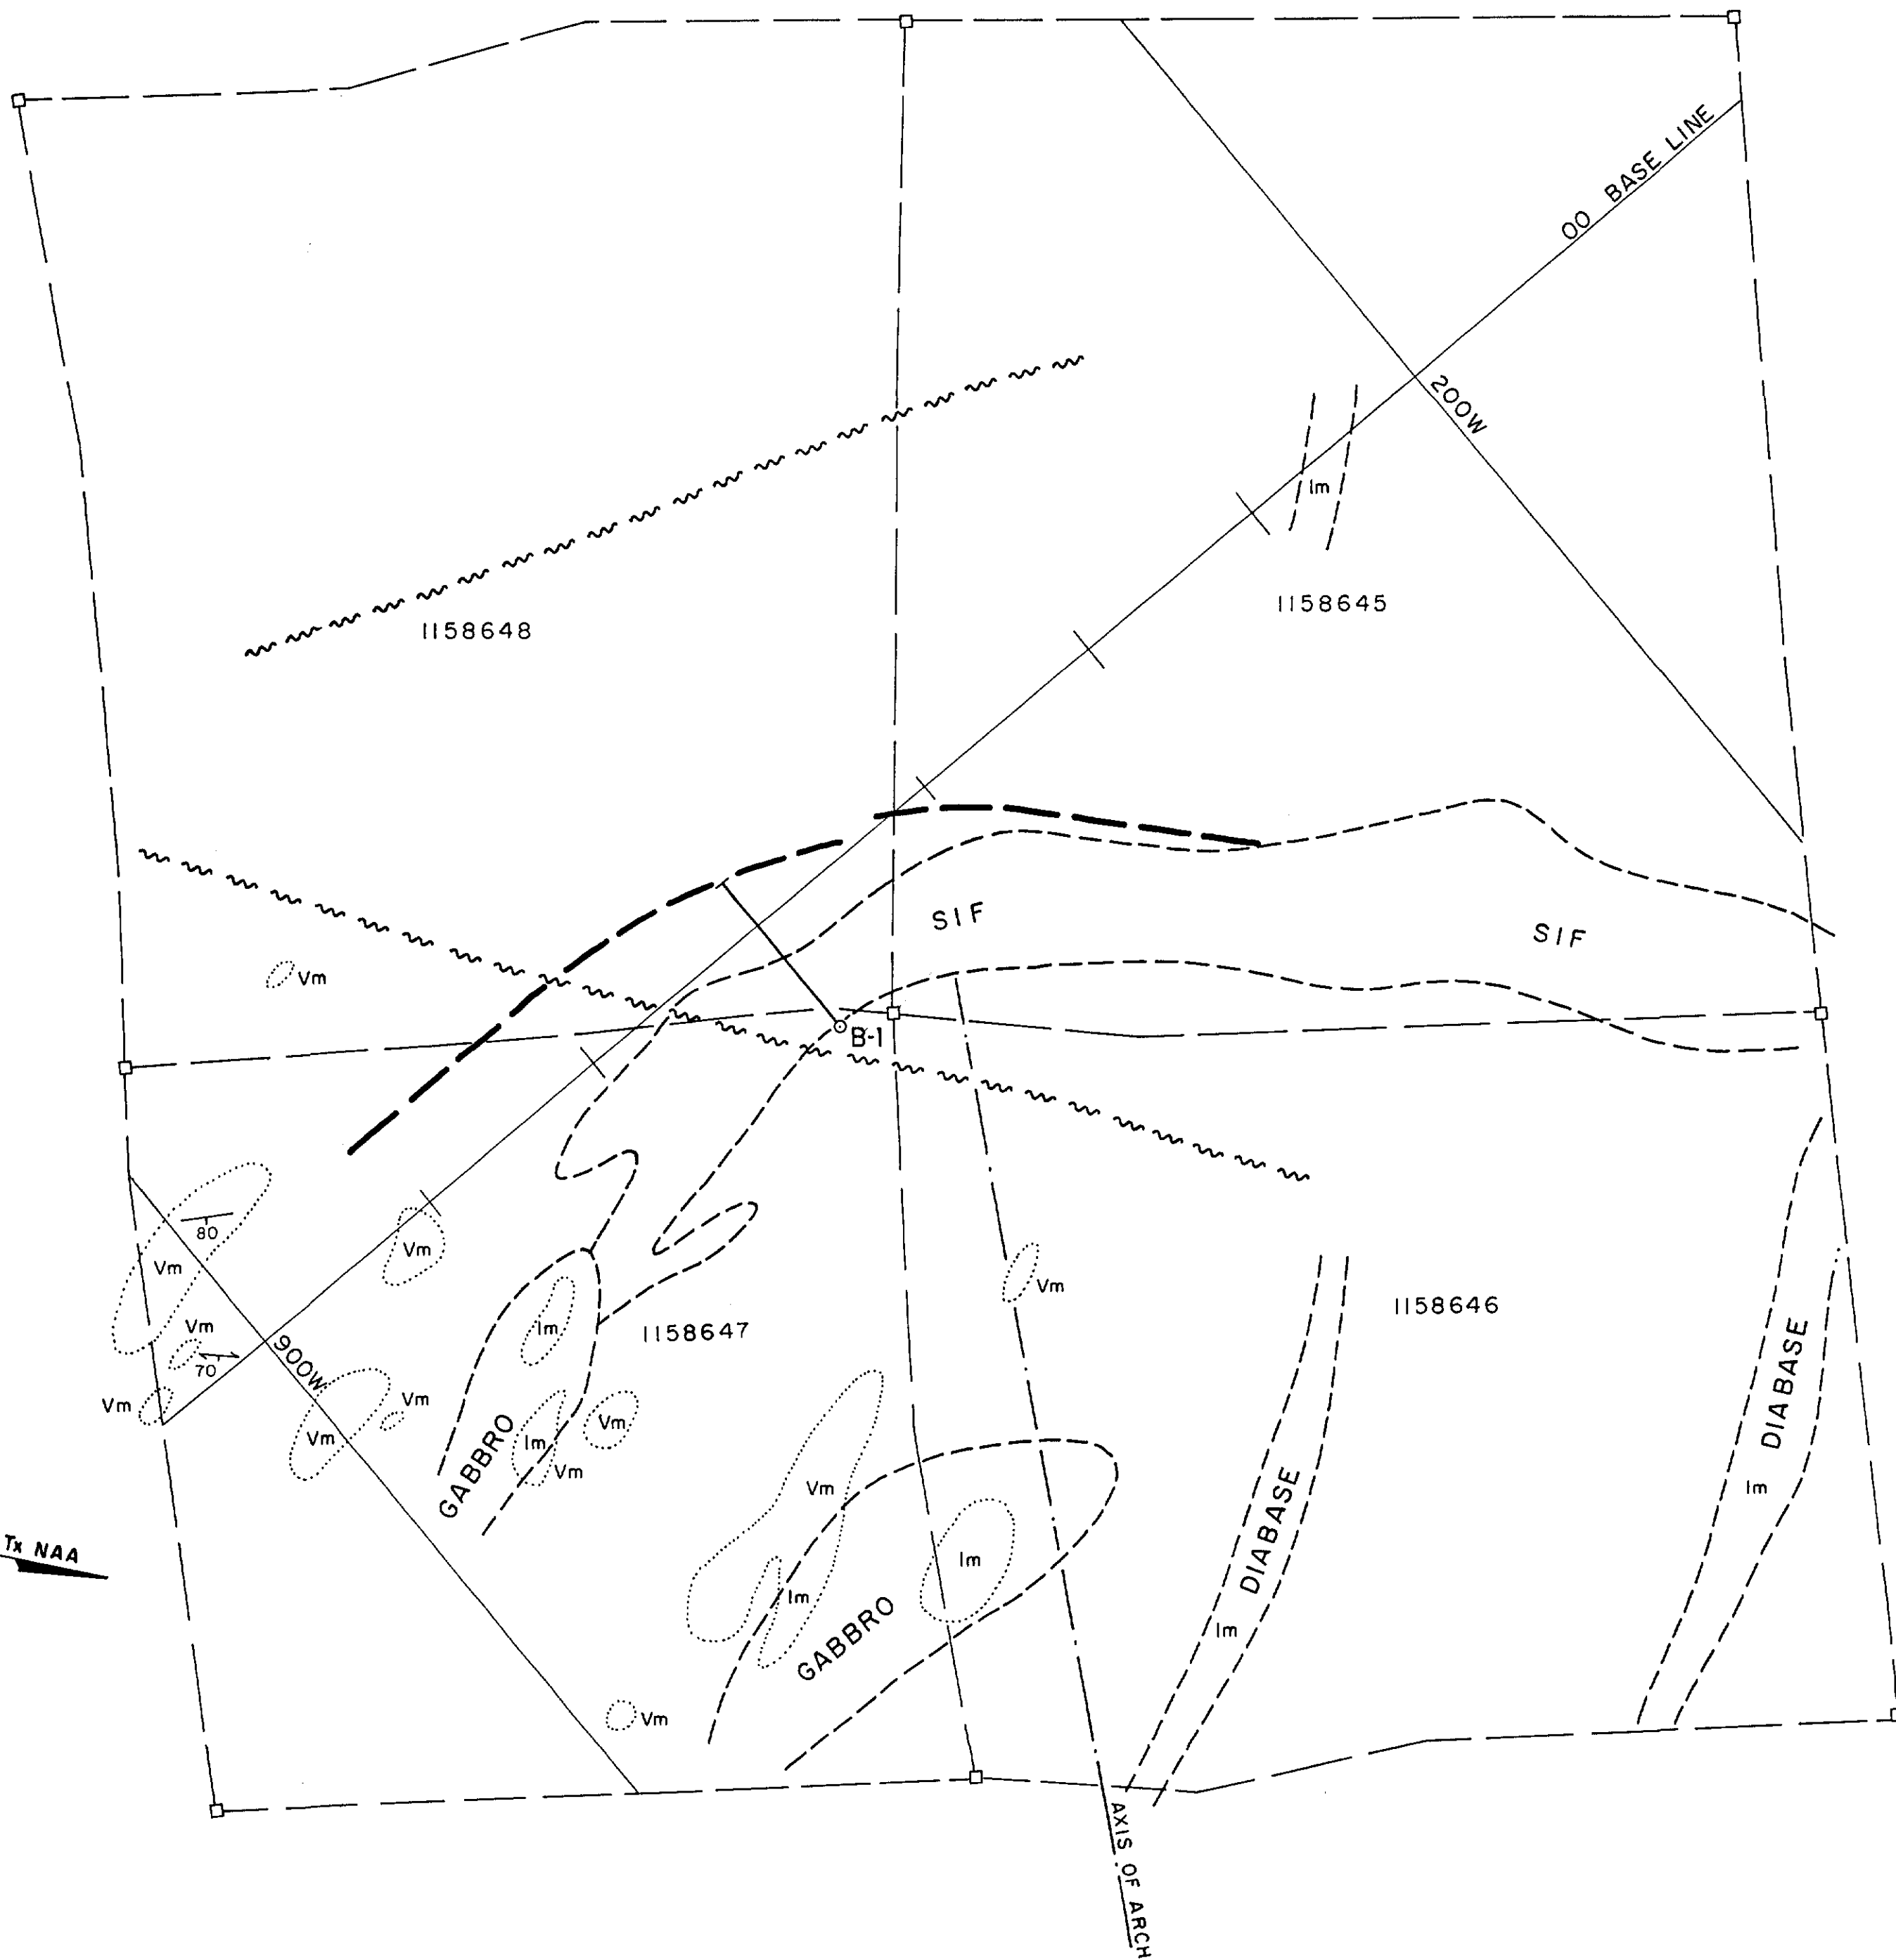 00 BASE LINE
200W
Im
1158645
1158648
SIF
SIF
Vm
B-1
80
Vm
Vm
Vm
1158646
Vm
Im
1158647
70
900W
Vm
Vm
Vm
Vm
Im
Vm
GABBRO
Vm
Im
DIABASE
Im
DIABASE
Tx NAA
Im
Im
GABBRO
Im
Vm
AXIS OF ARCH